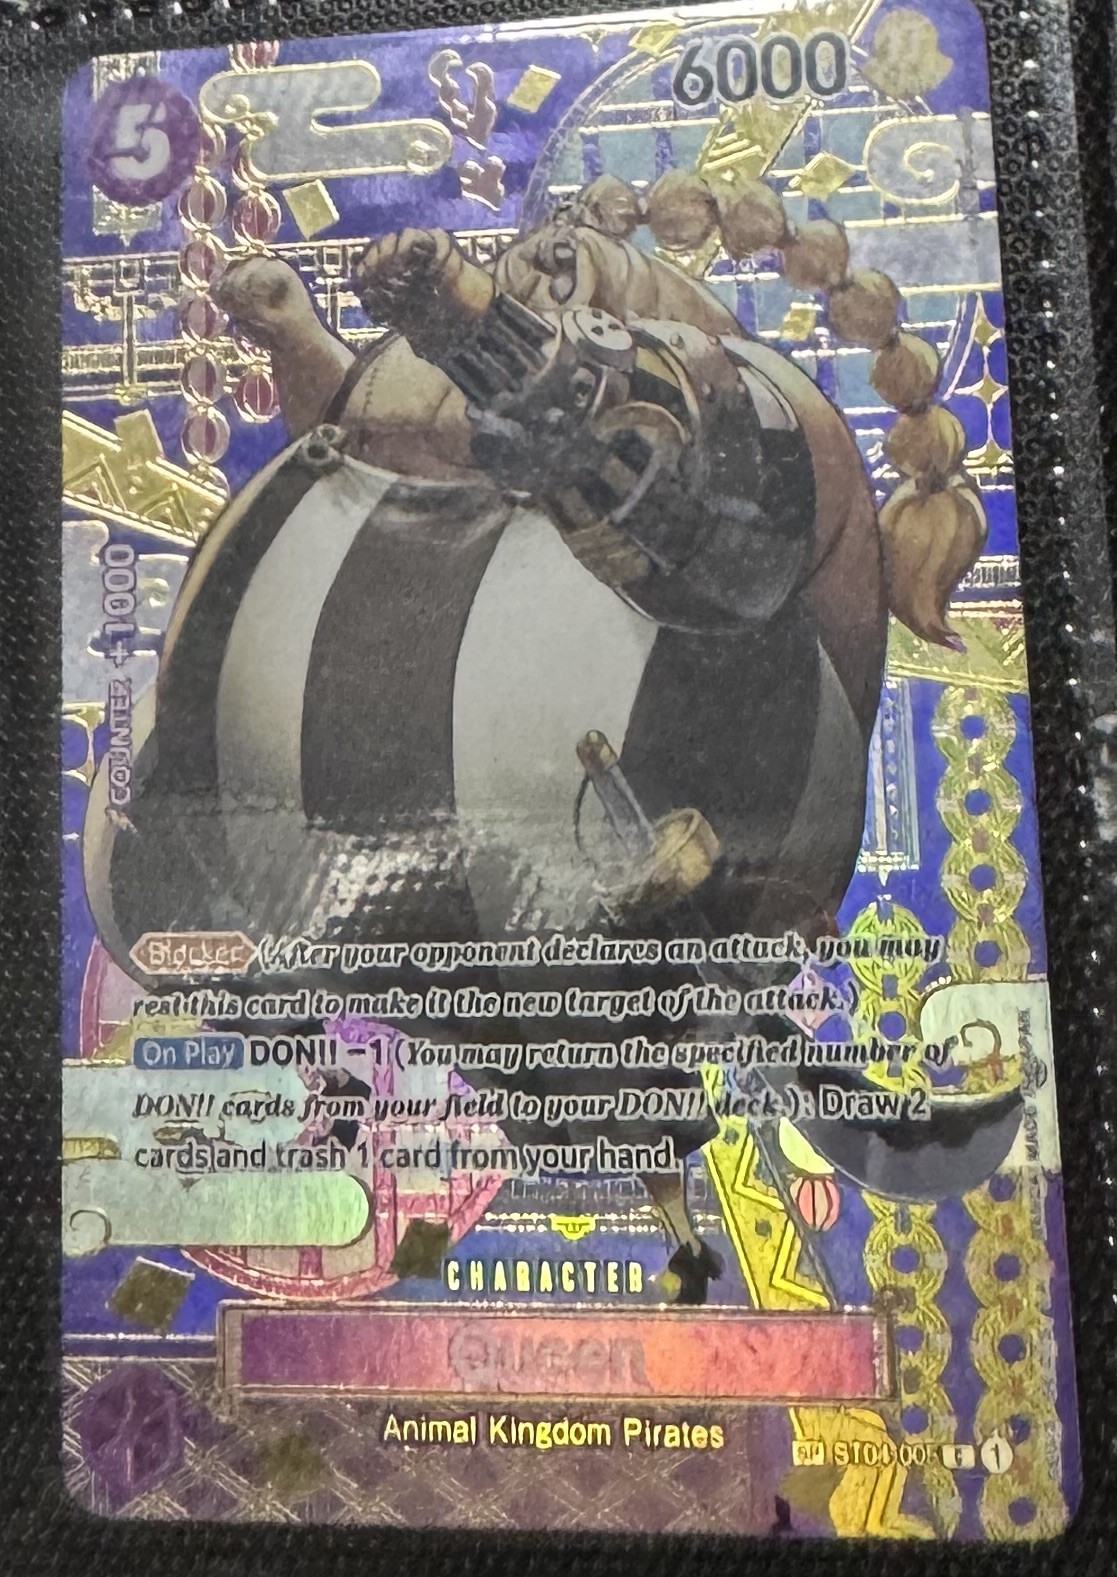 5
6000
COUNTER +1000
Blocker (After your opponent declares an attack, you may
rest this card to make it the new target of the attack.)
On Play DON!! −1 (You may return the specified number of
DON!! cards from your field to your DON!! deck.): Draw 2
cards and trash 1 card from your hand.
CHARACTER
Queen
Animal Kingdom Pirates
ST04-005
1